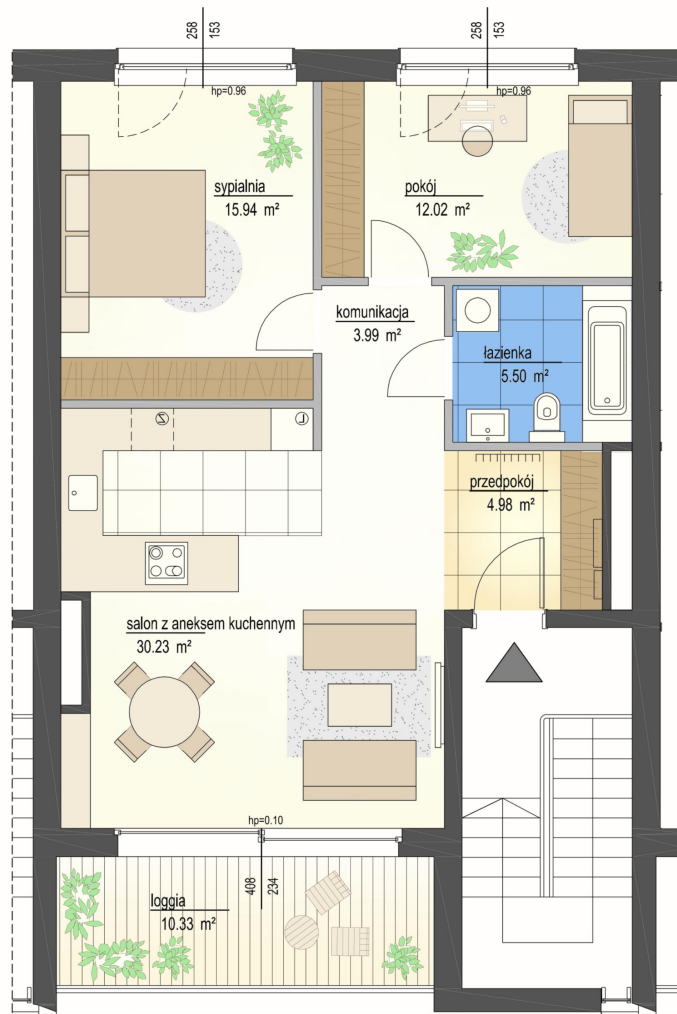 258
153
258
153
hp=0.96
hp=0.96
sypialnia
15.94 m²
pokój
12.02 m²
komunikacja
3.99 m²
łazienka
5.50 m²
Z
L
przedpokój
4.98 m²
salon z aneksem kuchennym
30.23 m²
hp=0.10
408
234
loggia
10.33 m²